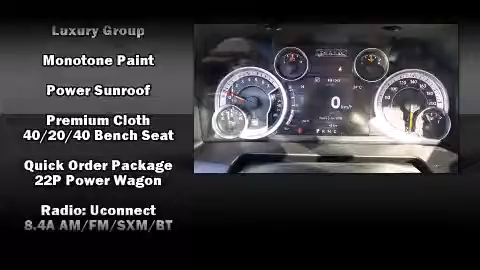 Luxury Group
Monotone Paint
Power Sunroof
Premium Cloth
40/20/40 Bench Seat
Quick Order Package
22P Power Wagon
Radio: Uconnect
8.4A AM/FM/SXM/BT
0 km/h